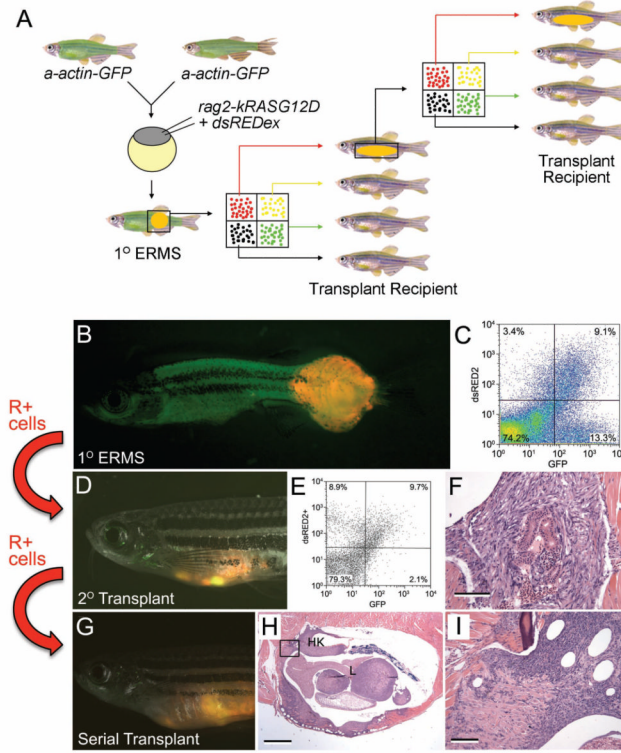 A
a-actin-GFP
a-actin-GFP
rag2-kRASG12D
+ dsREDex
1° ERMS
Transplant Recipient
Transplant
Recipient
B
1° ERMS
C
dsRED2
3.4%
9.1%
74.2%
13.3%
10⁴
10³
10²
10¹
10⁰
10⁰ 10¹ 10² 10³ 10⁴
GFP
R+
cells
D
2° Transplant
E
dsRED2+
8.9%
9.7%
79.3%
2.1%
10⁴
10³
10²
10¹
10⁰
10⁰ 10¹ 10² 10³ 10⁴
GFP
F
R+
cells
G
Serial Transplant
H
HK
L
I